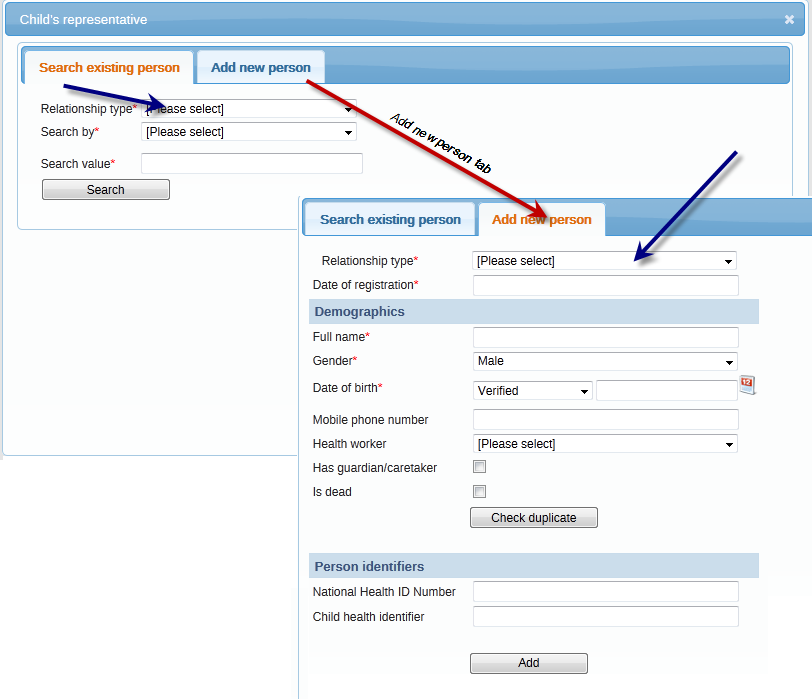 Child's representative
Search existing person Add new person
Relationship type* [Please select]
Search by* [Please select]
Search value*
Search
Add new person tab
Search existing person Add new person
Relationship type* [Please select]
Date of registration*
Demographics
Full name*
Gender* Male
Date of birth* Verified 12
Mobile phone number
Health worker [Please select]
Has guardian/caretaker
Is dead
Check duplicate
Person identifiers
National Health ID Number
Child health identifier
Add